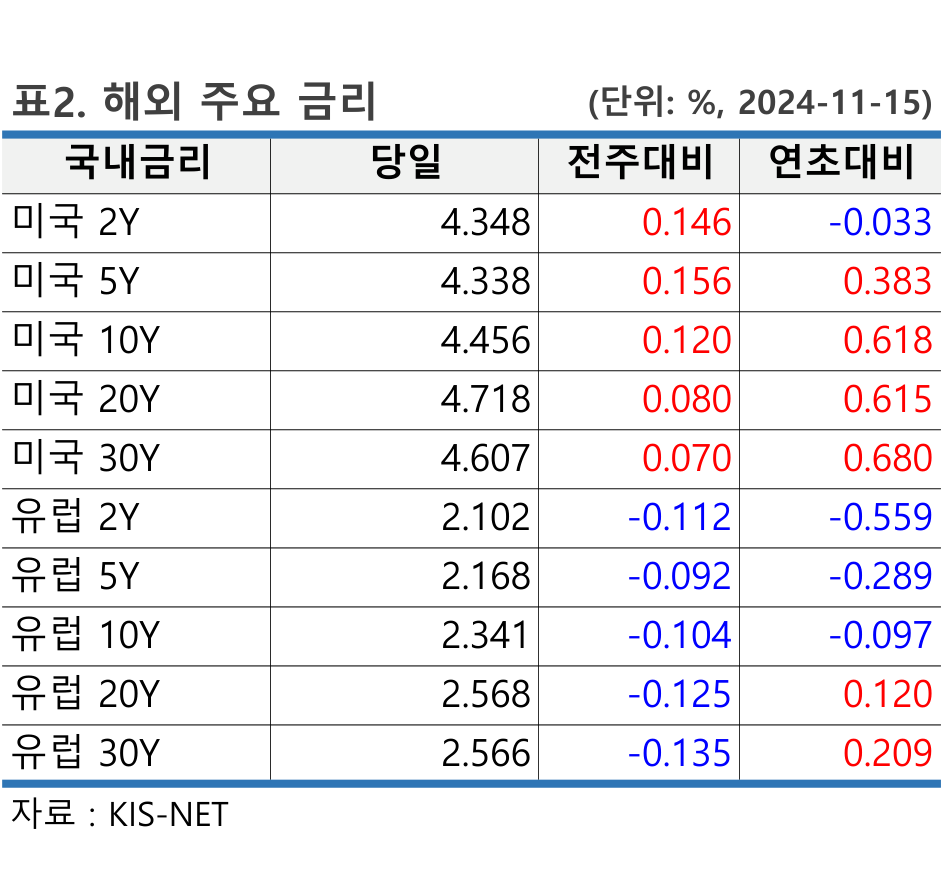 표2. 해외 주요 금리 (단위: %, 2024-11-15)
국내금리 당일 전주대비 연초대비
미국 2Y 4.348 0.146 -0.033
미국 5Y 4.338 0.156 0.383
미국 10Y 4.456 0.120 0.618
미국 20Y 4.718 0.080 0.615
미국 30Y 4.607 0.070 0.680
유럽 2Y 2.102 -0.112 -0.559
유럽 5Y 2.168 -0.092 -0.289
유럽 10Y 2.341 -0.104 -0.097
유럽 20Y 2.568 -0.125 0.120
유럽 30Y 2.566 -0.135 0.209
자료 : KIS-NET